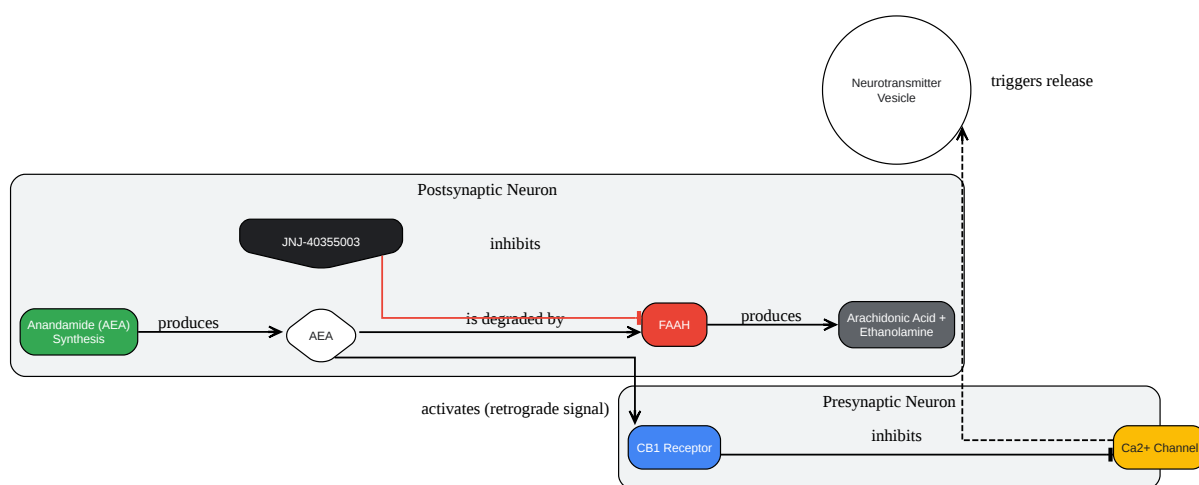 Neurotransmitter
Vesicle
triggers release
Postsynaptic Neuron
JNJ-40355003
inhibits
Anandamide (AEA)
Synthesis
produces
AEA
is degraded by
FAAH
produces
Arachidonic Acid +
Ethanolamine
activates (retrograde signal)
Presynaptic Neuron
CB1 Receptor
inhibits
Ca2+ Channel